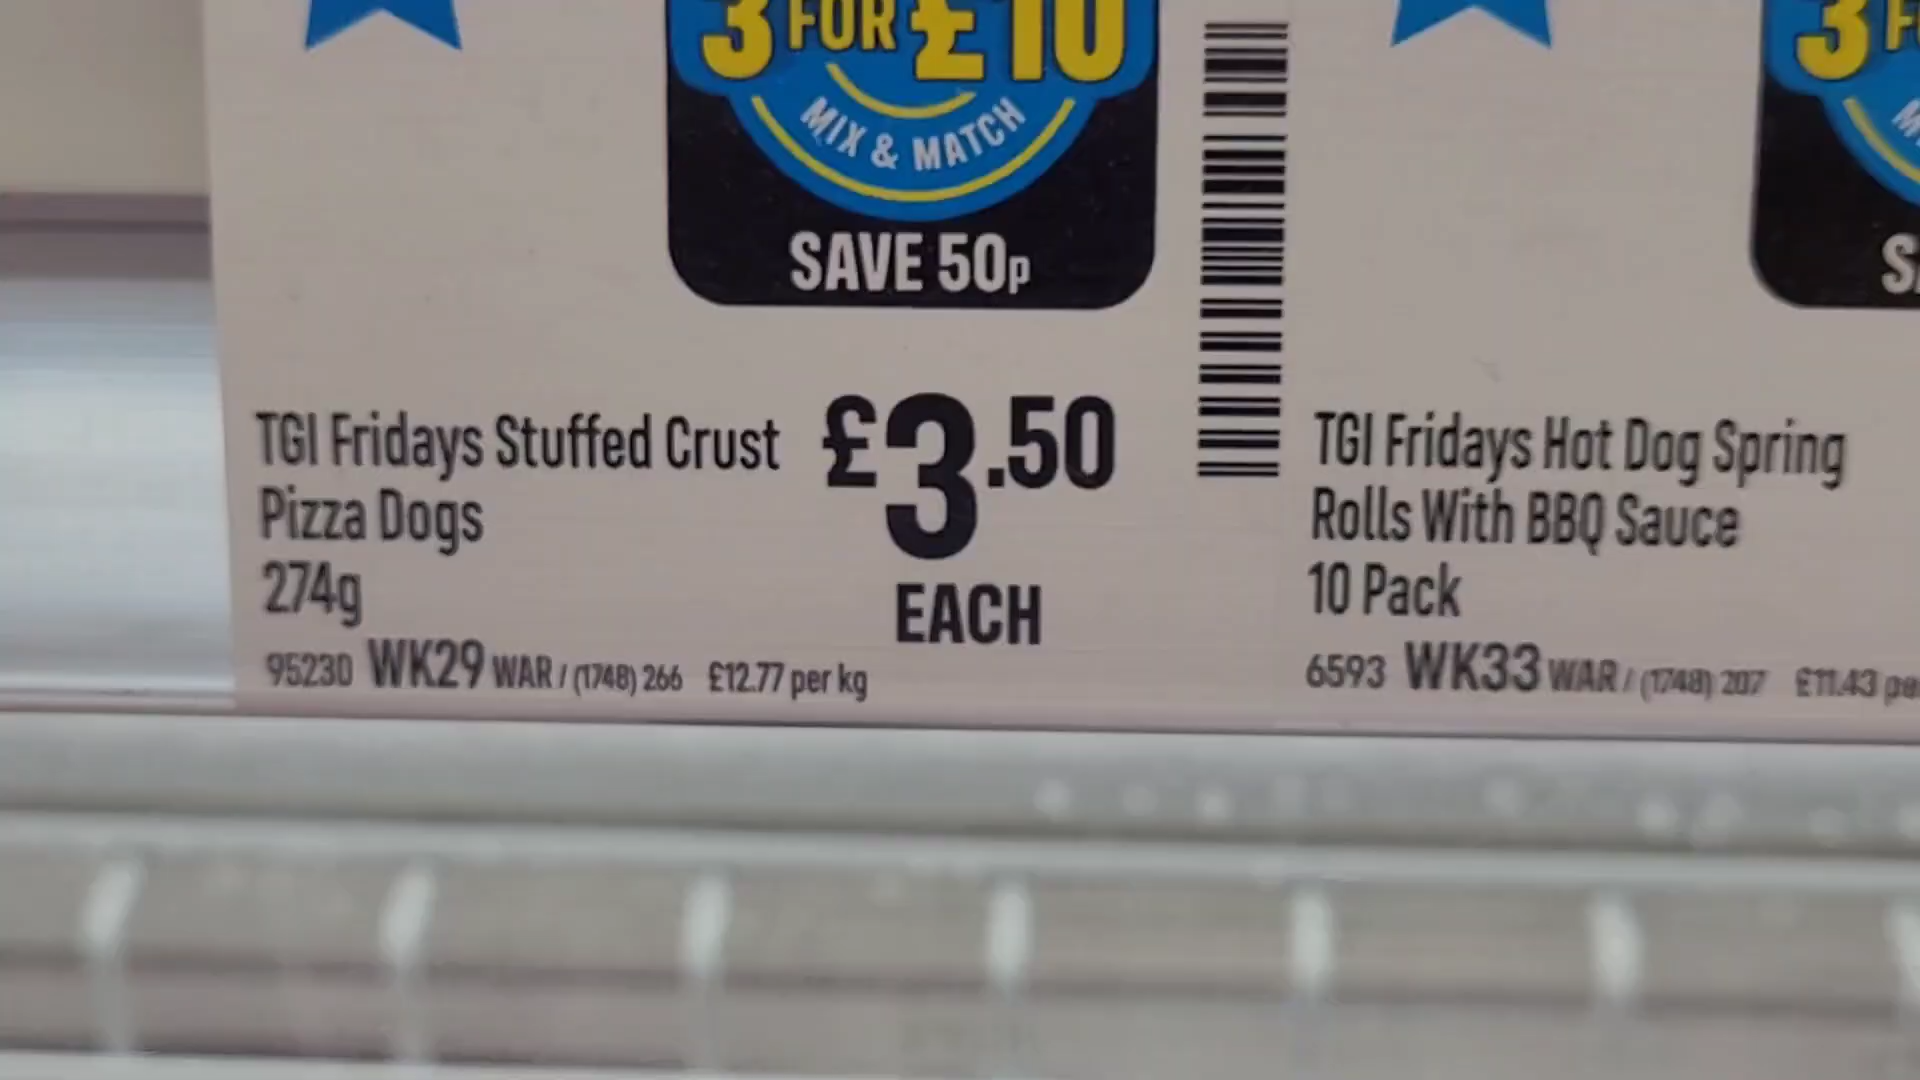 3 FOR £10
MIX & MATCH
SAVE 50p
TGI Fridays Stuffed Crust
Pizza Dogs
274g
£3.50
EACH
95230 WK29 WAR / (1748) 266 £12.77 per kg
3
TGI Fridays Hot Dog Spring
Rolls With BBQ Sauce
10 Pack
6593 WK33 WAR / (1748) 207 £11.43